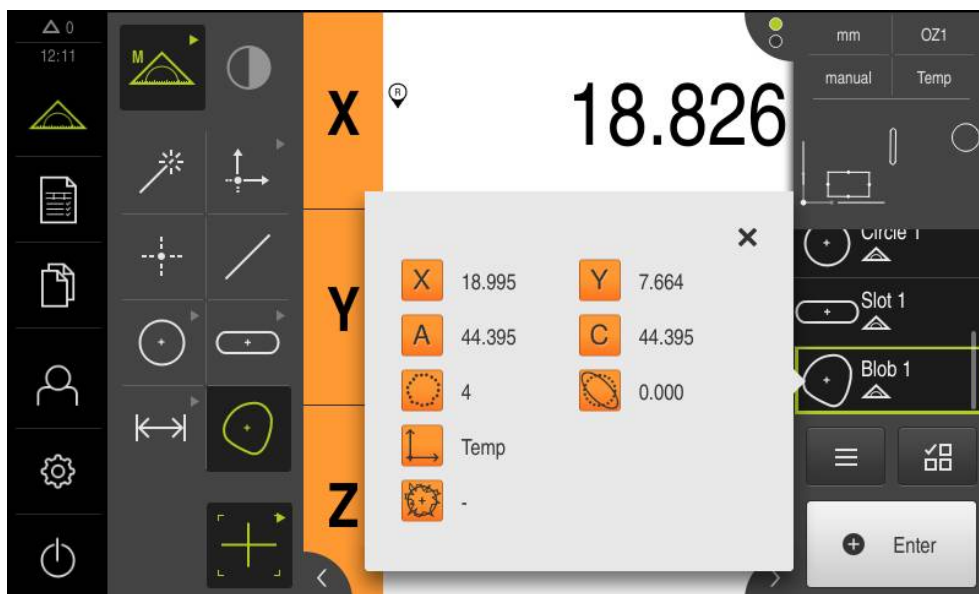 0
12:11
M
X
R
18.826
mm
OZ1
manual
Temp
X 18.995 Y 7.664
A 44.395 C 44.395
4 0.000
Temp
-
Y
Z
Circle 1
Slot 1
Blob 1
Enter